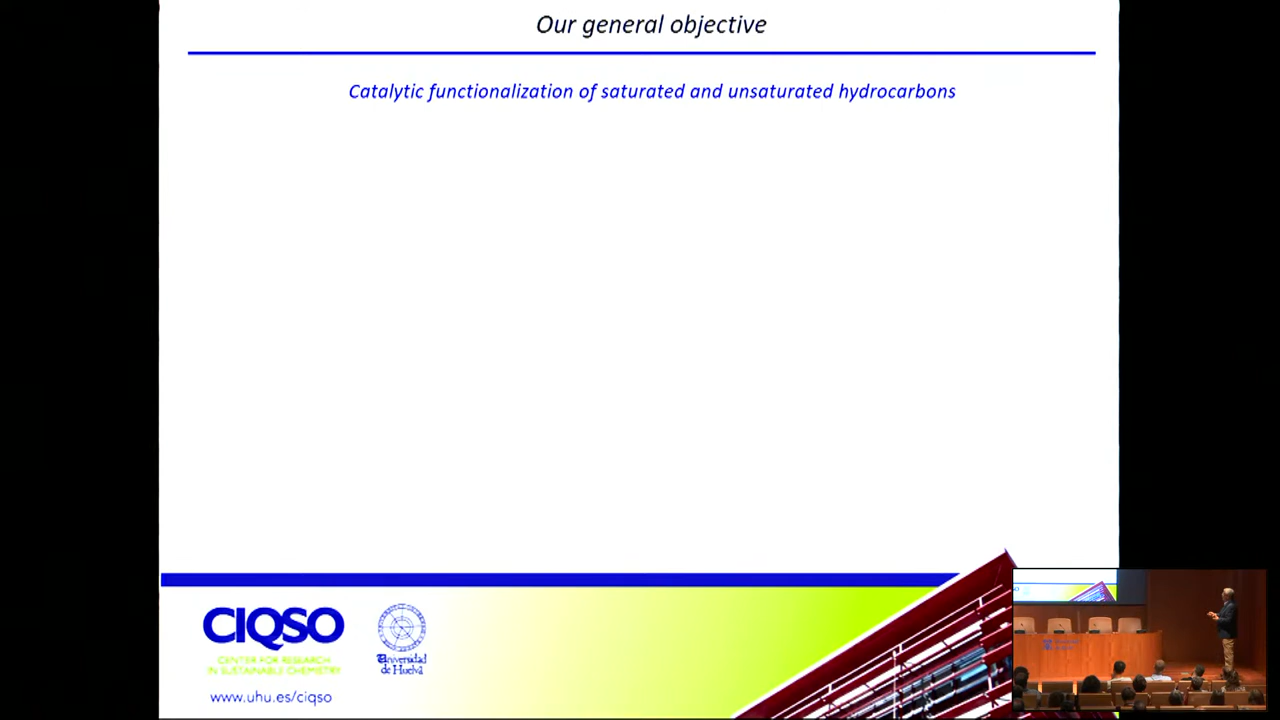 Our general objective
Catalytic functionalization of saturated and unsaturated hydrocarbons
CIQSO
CENTER FOR RESEARCH
IN SUSTAINABLE CHEMISTRY
www.uhu.es/ciqso
Universidad
de Huelva